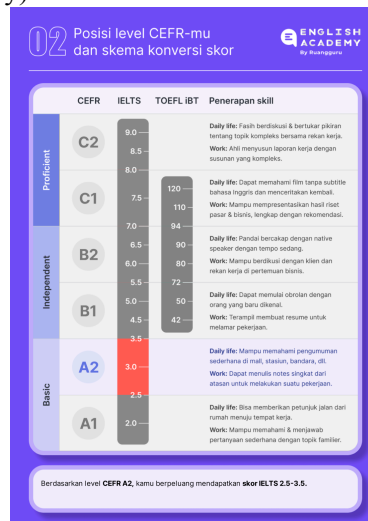 y)
02
Posisi level CEFR-mu
dan skema konversi skor
ENGLISH
ACADEMY
By Ruangguru
CEFR IELTS TOEFL iBT Penerapan skill
Proficient
C2
9.0
8.5
8.0
Daily life: Fasih berdiskusi & bertukar pikiran
tentang topik kompleks bersama rekan kerja.
Work: Ahli menyusun laporan kerja dengan
susunan yang kompleks.
C1
7.5
7.0
120
110
94
Daily life: Dapat memahami film tanpa subtitle
bahasa Inggris dan menceritakan kembali.
Work: Mampu mempresentasikan hasil riset
pasar & bisnis, lengkap dengan rekomendasi.
Independent
B2
6.5
6.0
5.5
90
80
72
Daily life: Pandai bercakap dengan native
speaker dengan tempo sedang.
Work: Mampu berdikusi dengan klien dan
rekan kerja di pertemuan bisnis.
B1
5.0
4.5
3.5
50
42
Daily life: Dapat memulai obrolan dengan
orang yang baru dikenal.
Work: Terampil membuat resume untuk
melamar pekerjaan.
Basic
A2
3.0
2.5
Daily life: Mampu memahami pengumuman
sederhana di mall, stasiun, bandara, dll.
Work: Dapat menulis notes singkat dari
atasan untuk melakukan suatu pekerjaan.
A1
2.0
Daily life: Bisa memberikan petunjuk jalan dari
rumah menuju tempat kerja.
Work: Mampu memahami & menjawab
pertanyaan sederhana dengan topik familier.
Berdasarkan level CEFR A2, kamu berpeluang mendapatkan skor IELTS 2.5-3.5.